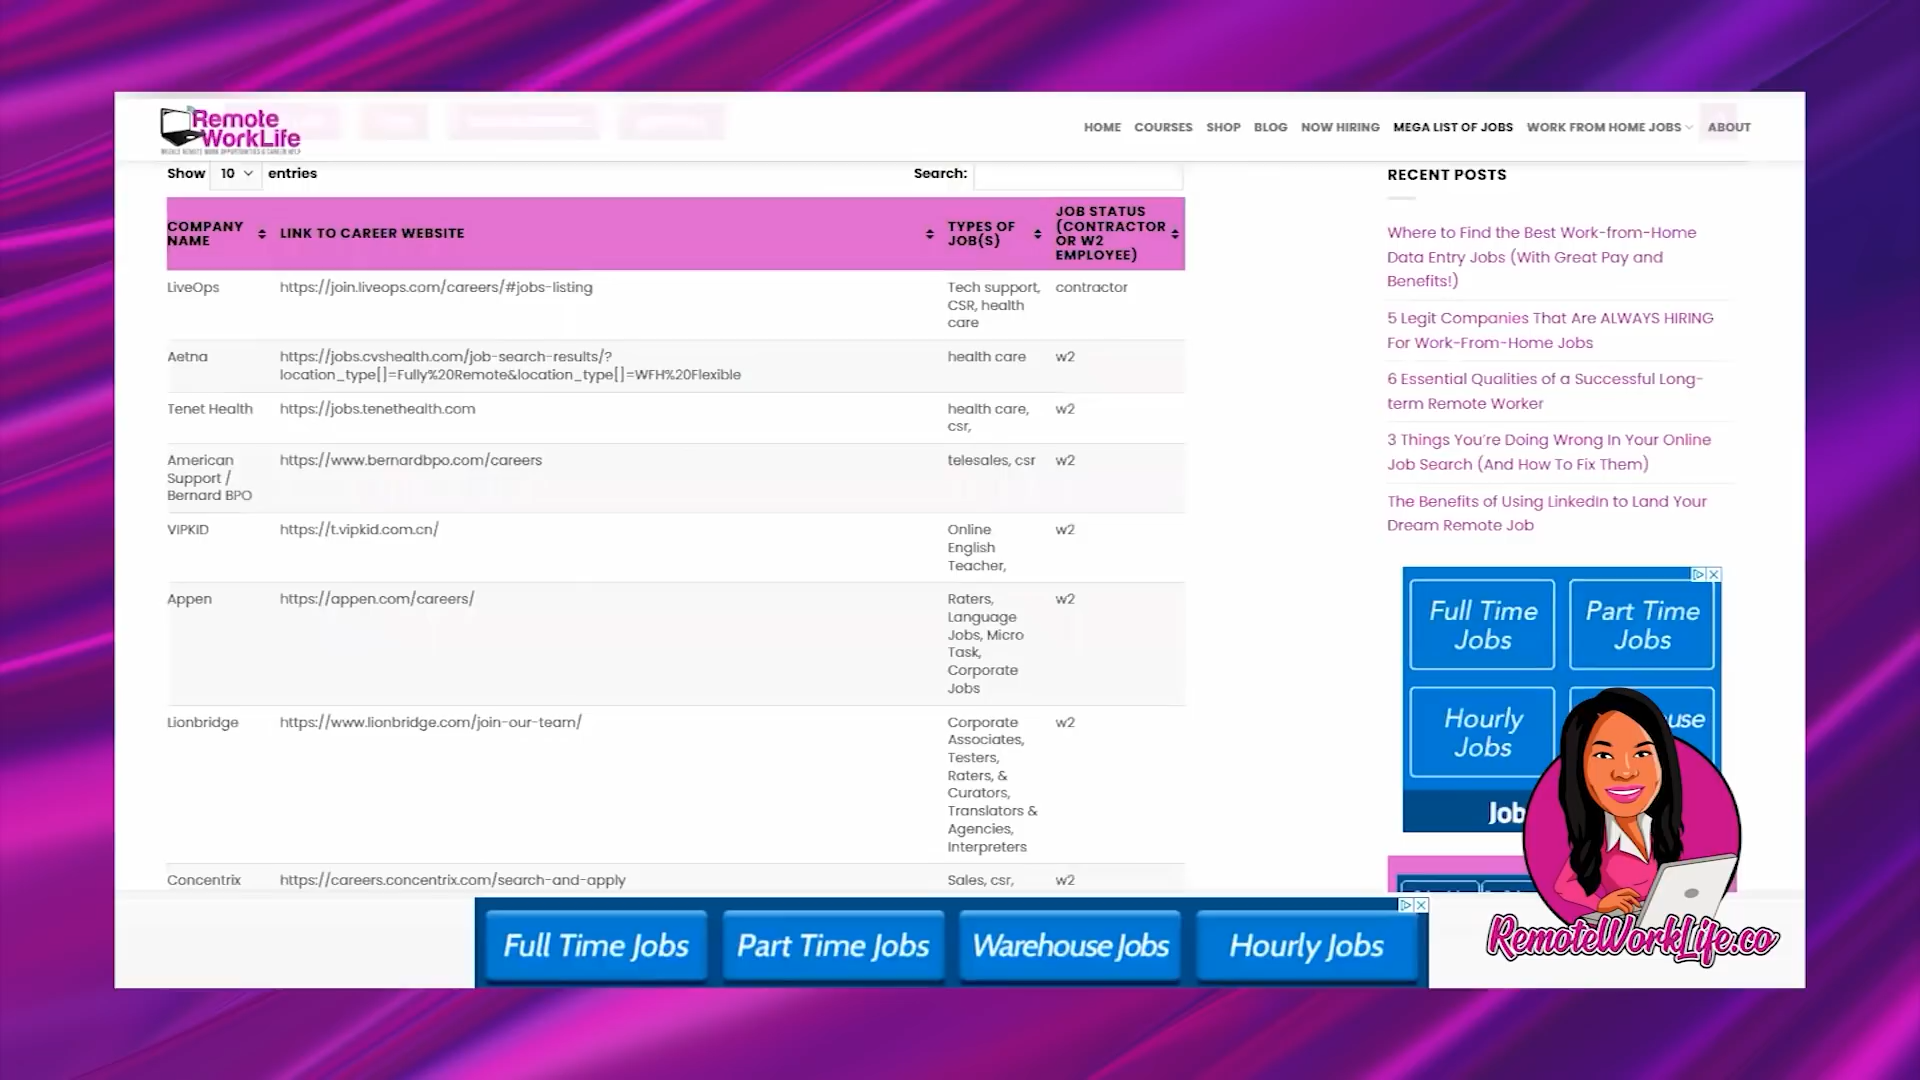 Remote
WorkLife
HOME COURSES SHOP BLOG NOW HIRING MEGA LIST OF JOBS WORK FROM HOME JOBS ABOUT
Show 10 entries
Search:
COMPANY NAME
LINK TO CAREER WEBSITE
TYPES OF JOB(S)
JOB STATUS (CONTRACTOR OR W2 EMPLOYEE)
LiveOps
https://join.liveops.com/careers/#jobs-listing
Tech support,
CSR, health
care
contractor
Aetna
https://jobs.cvshealth.com/job-search-results/?
location_type[]=Fully%20Remote&location_type[]=WFH%20Flexible
health care
w2
Tenet Health
https://jobs.tenethealth.com
health care,
csr,
w2
American
Support /
Bernard BPO
https://www.bernardbpo.com/careers
telesales, csr
w2
VIPKID
https://t.vipkid.com.cn/
Online
English
Teacher,
w2
Appen
https://appen.com/careers/
Raters,
Language
Jobs, Micro
Task,
Corporate
Jobs
w2
Lionbridge
https://www.lionbridge.com/join-our-team/
Corporate
Associates,
Testers,
Raters, &
Curators,
Translators &
Agencies,
Interpreters
w2
Concentrix
https://careers.concentrix.com/search-and-apply
Sales, csr,
w2
RECENT POSTS
Where to Find the Best Work-from-Home
Data Entry Jobs (With Great Pay and
Benefits!)
5 Legit Companies That Are ALWAYS HIRING
For Work-From-Home Jobs
6 Essential Qualities of a Successful Long-
term Remote Worker
3 Things You're Doing Wrong In Your Online
Job Search (And How To Fix Them)
The Benefits of Using LinkedIn to Land Your
Dream Remote Job
Full Time
Jobs
Part Time
Jobs
Hourly
Jobs
use
Job
Full Time Jobs
Part Time Jobs
Warehouse Jobs
Hourly Jobs
RemoteWorkLife.co